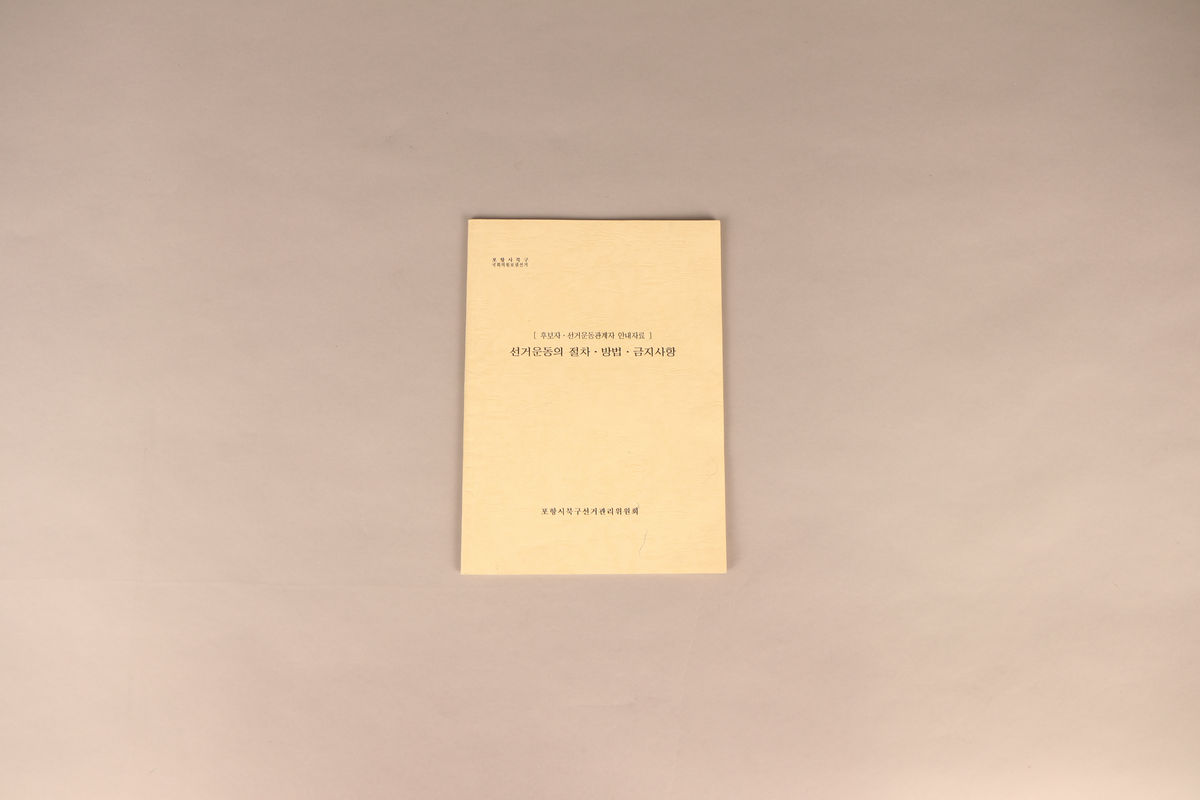 포 항 시 북 구
국회의원보궐선거
[ 후보자·선거운동관계자 안내자료 ]
선거운동의 절차·방법·금지사항
포항시북구선거관리위원회